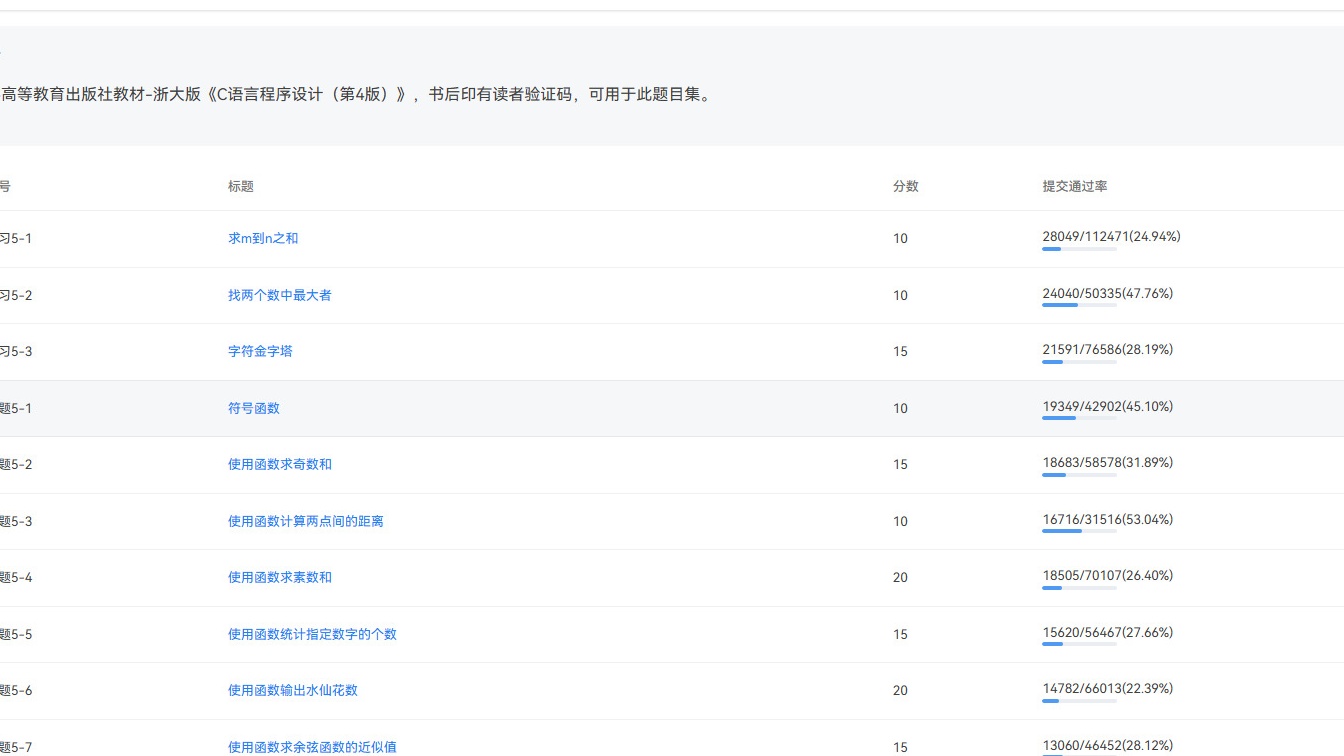 高等教育出版社教材-浙大版《C语言程序设计（第4版）》，书后印有读者验证码，可用于此题目集。
号 标题 分数 提交通过率
习5-1 求m到n之和 10 28049/112471(24.94%)
习5-2 找两个数中最大者 10 24040/50335(47.76%)
习5-3 字符金字塔 15 21591/76586(28.19%)
题5-1 符号函数 10 19349/42902(45.10%)
题5-2 使用函数求奇数和 15 18683/58578(31.89%)
题5-3 使用函数计算两点间的距离 10 16716/31516(53.04%)
题5-4 使用函数求素数和 20 18505/70107(26.40%)
题5-5 使用函数统计指定数字的个数 15 15620/56467(27.66%)
题5-6 使用函数输出水仙花数 20 14782/66013(22.39%)
题5-7 使用函数求余弦函数的近似值 15 13060/46452(28.12%)